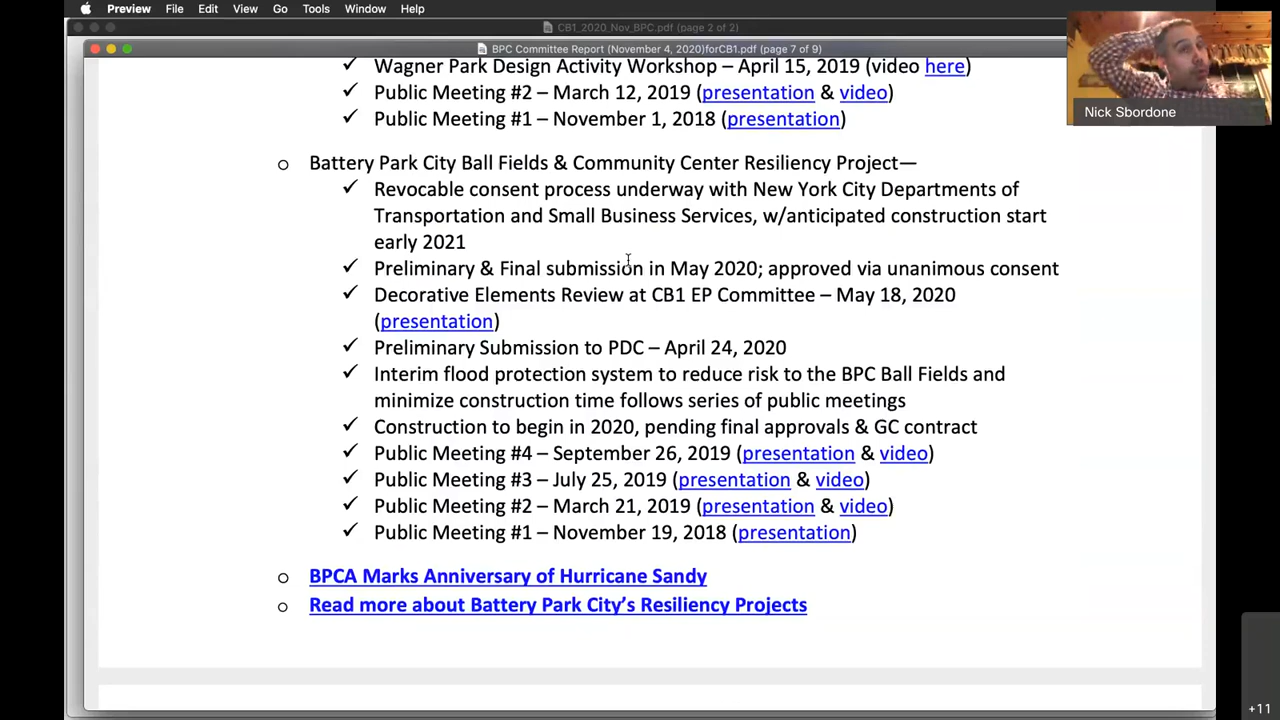 Preview File Edit View Go Tools Window Help
CB1_2020_Nov_BPC.pdf (page 2 of 2)
BPC Committee Report (November 4, 2020)forCB1.pdf (page 7 of 9)
Nick Sbordone
✓ Wagner Park Design Activity Workshop – April 15, 2019 (video here)
✓ Public Meeting #2 – March 12, 2019 (presentation & video)
✓ Public Meeting #1 – November 1, 2018 (presentation)
o Battery Park City Ball Fields & Community Center Resiliency Project—
✓ Revocable consent process underway with New York City Departments of
Transportation and Small Business Services, w/anticipated construction start
early 2021
✓ Preliminary & Final submission in May 2020; approved via unanimous consent
✓ Decorative Elements Review at CB1 EP Committee – May 18, 2020
(presentation)
✓ Preliminary Submission to PDC – April 24, 2020
✓ Interim flood protection system to reduce risk to the BPC Ball Fields and
minimize construction time follows series of public meetings
✓ Construction to begin in 2020, pending final approvals & GC contract
✓ Public Meeting #4 – September 26, 2019 (presentation & video)
✓ Public Meeting #3 – July 25, 2019 (presentation & video)
✓ Public Meeting #2 – March 21, 2019 (presentation & video)
✓ Public Meeting #1 – November 19, 2018 (presentation)
o BPCA Marks Anniversary of Hurricane Sandy
o Read more about Battery Park City's Resiliency Projects
+11